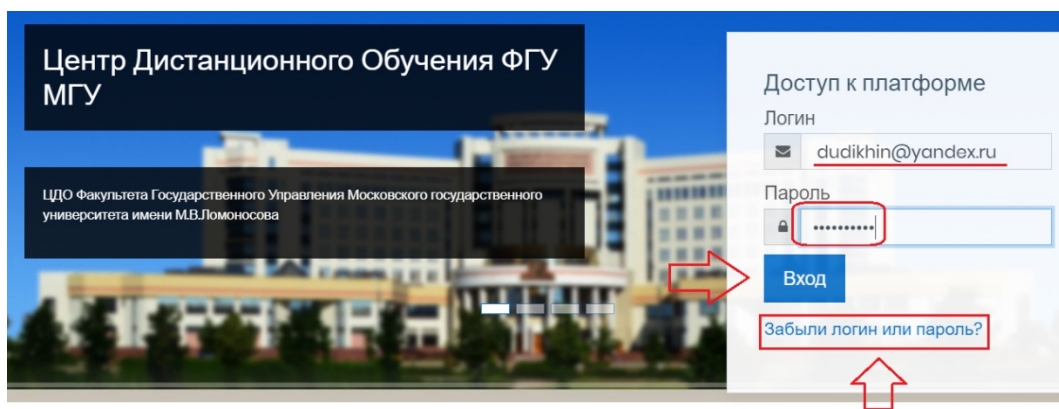 Центр Дистанционного Обучения ФГУ
МГУ
ЦДО Факультета Государственного Управления Московского государственного
университета имени М.В.Ломоносова
Доступ к платформе
Логин
dudikhin@yandex.ru
Пароль
••••••••••
Вход
Забыли логин или пароль?